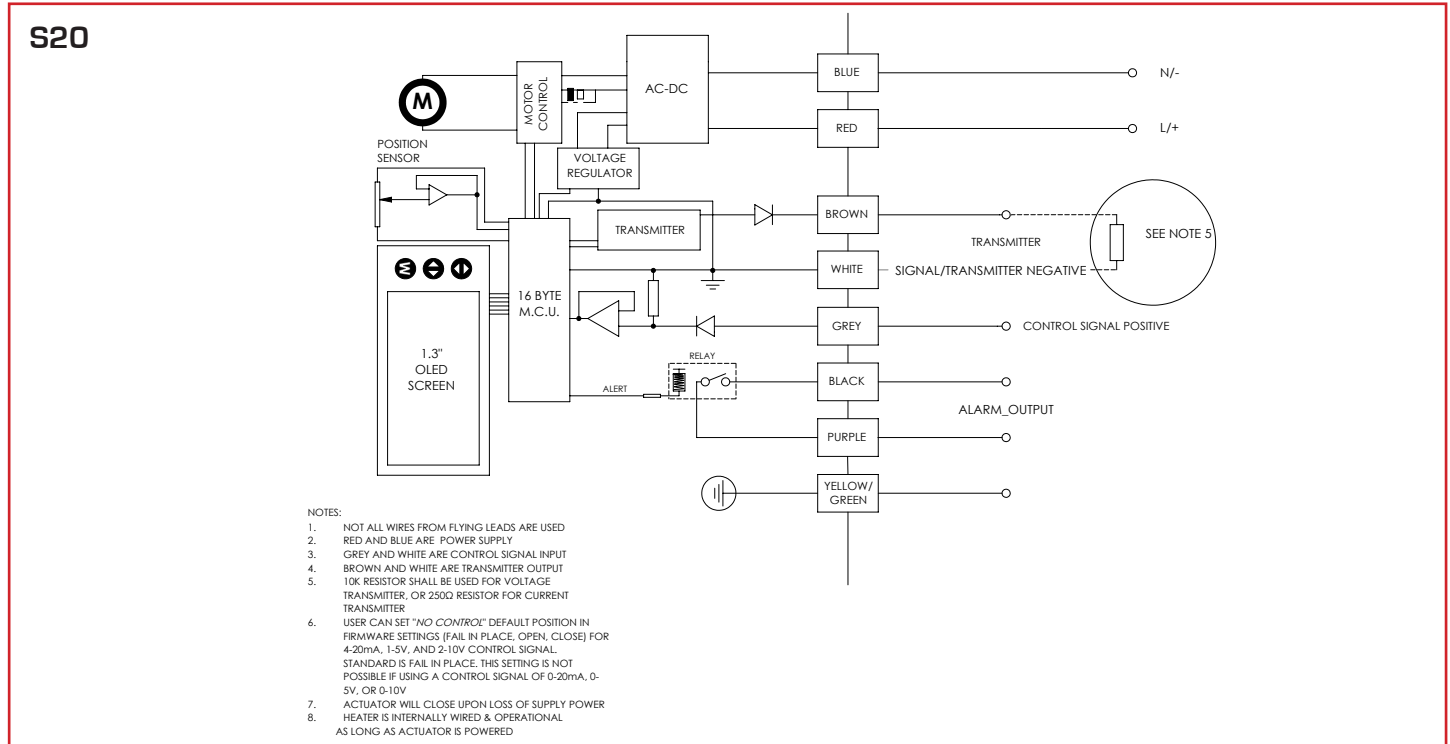 S20
M
MOTOR
CONTROL
AC-DC
BLUE
N/-
RED
L/+
POSITION
SENSOR
VOLTAGE
REGULATOR
BROWN
TRANSMITTER
TRANSMITTER
SEE NOTE 5
WHITE
SIGNAL/TRANSMITTER NEGATIVE
M
16 BYTE
M.C.U.
GREY
CONTROL SIGNAL POSITIVE
1.3"
OLED
SCREEN
RELAY
ALERT
BLACK
ALARM_OUTPUT
PURPLE
YELLOW/
GREEN
NOTES:
1. NOT ALL WIRES FROM FLYING LEADS ARE USED
2. RED AND BLUE ARE POWER SUPPLY
3. GREY AND WHITE ARE CONTROL SIGNAL INPUT
4. BROWN AND WHITE ARE TRANSMITTER OUTPUT
5. 10K RESISTOR SHALL BE USED FOR VOLTAGE
TRANSMITTER, OR 250Ω RESISTOR FOR CURRENT
TRANSMITTER
6. USER CAN SET "NO CONTROL" DEFAULT POSITION IN
FIRMWARE SETTINGS (FAIL IN PLACE, OPEN, CLOSE) FOR
4-20mA, 1-5V, AND 2-10V CONTROL SIGNAL.
STANDARD IS FAIL IN PLACE. THIS SETTING IS NOT
POSSIBLE IF USING A CONTROL SIGNAL OF 0-20mA, 0-
5V, OR 0-10V
7. ACTUATOR WILL CLOSE UPON LOSS OF SUPPLY POWER
8. HEATER IS INTERNALLY WIRED & OPERATIONAL
AS LONG AS ACTUATOR IS POWERED